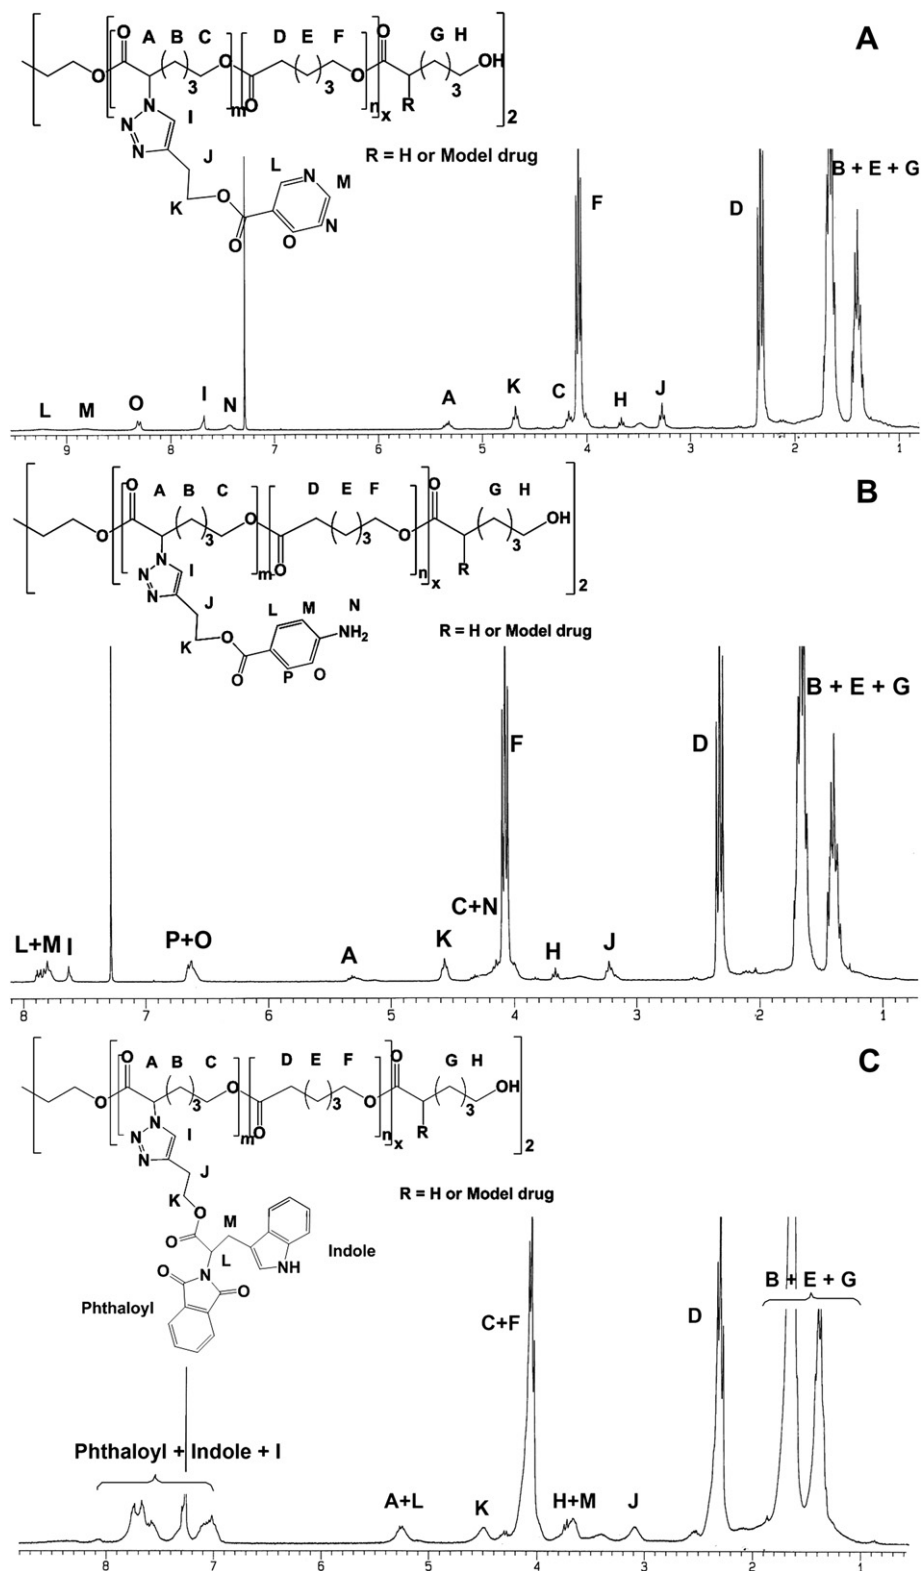 A
O A B C O D E F O G H
O 3 O 3 O 3 OH
m O n x R 2
N I
N
N J R = H or Model drug
L N M
K O
O O N
B + E + G
F
D
L M O I N A K C H J
9 8 7 6 5 4 3 2 1
B
O A B C D E F O G H
O 3 O 3 O 3 OH
m O n x R 2
N I
N
N J
L M N
R = H or Model drug
K O NH₂
O P O
B + E + G
F D
C+N
L+M I P+O A K H J
8 7 6 5 4 3 2 1
C
O A B C D E F O G H
O 3 O 3 O 3 OH
m O n x R 2
N I
N
N J
K R = H or Model drug
O M
O L Indole
N NH
O O
Phthaloyl
B + E + G
C+F D
Phthaloyl + Indole + I
A+L K H+M J
8 7 6 5 4 3 2 1